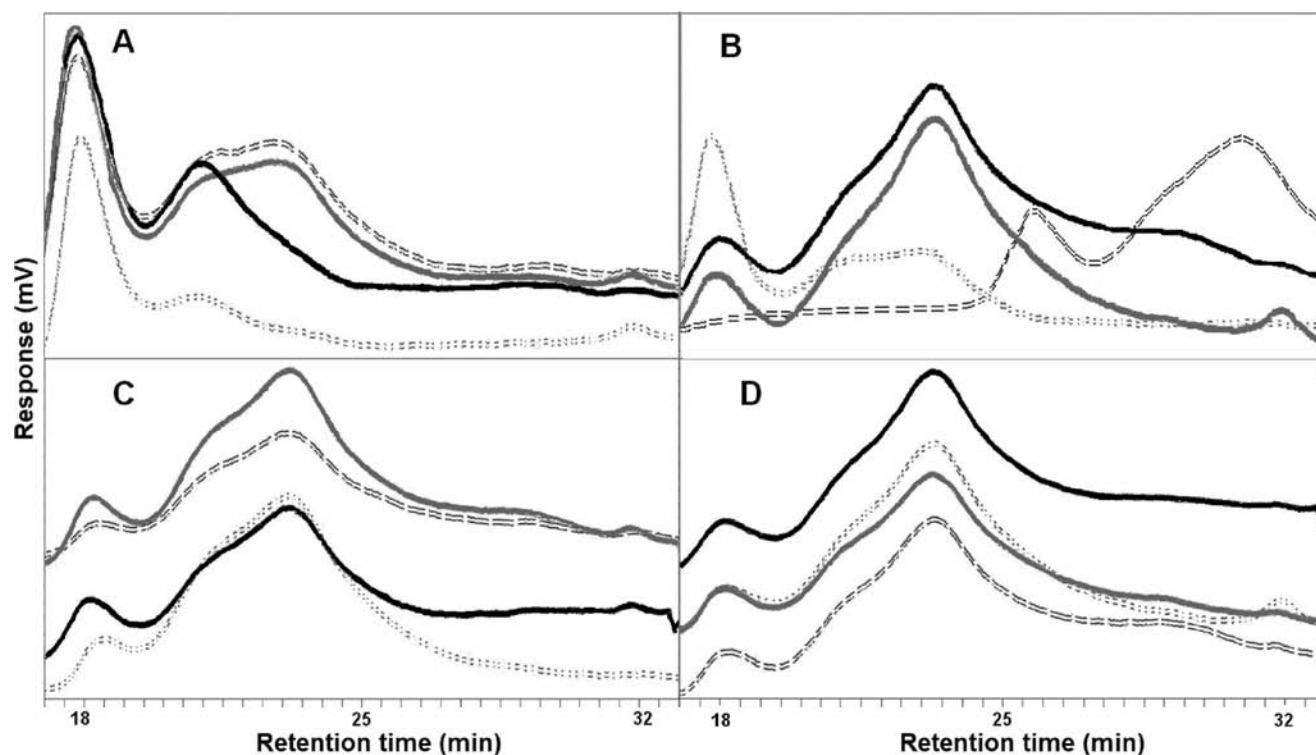 A
B
Response (mV)
C
D
18
25
32
18
25
32
Retention time (min)
Retention time (min)